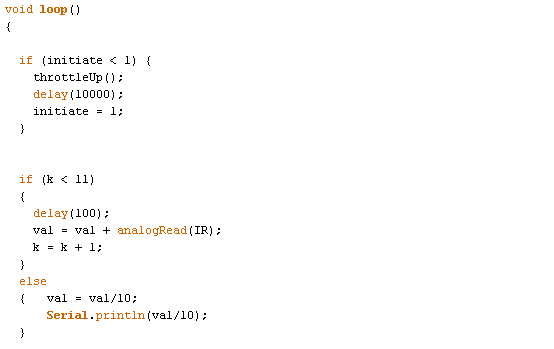 void loop()
{
if (initiate < 1) {
throttleUp();
delay(10000);
initiate = 1;
}
if (k < 11)
{
delay(100);
val = val + analogRead(IR);
k = k + 1;
}
else
{   val = val/10;
Serial.println(val/10);
}